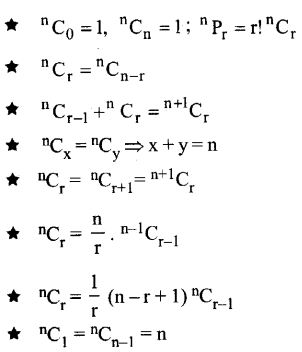 ★ ⁿC₀ = 1, ⁿCₙ = 1 ; ⁿPᵣ = r! ⁿCᵣ
★ ⁿCᵣ = ⁿCₙ₋ᵣ
★ ⁿCᵣ₋₁ + ⁿCᵣ = ⁿ⁺¹Cᵣ
★ ⁿCₓ = ⁿC_y ⇒ x + y = n
★ ⁿCᵣ = ⁿCᵣ₊₁ = ⁿ⁺¹Cᵣ
★ ⁿCᵣ = n/r . ⁿ⁻¹Cᵣ₋₁
★ ⁿCᵣ = 1/r (n – r + 1) ⁿCᵣ₋₁
★ ⁿC₁ = ⁿCₙ₋₁ = n